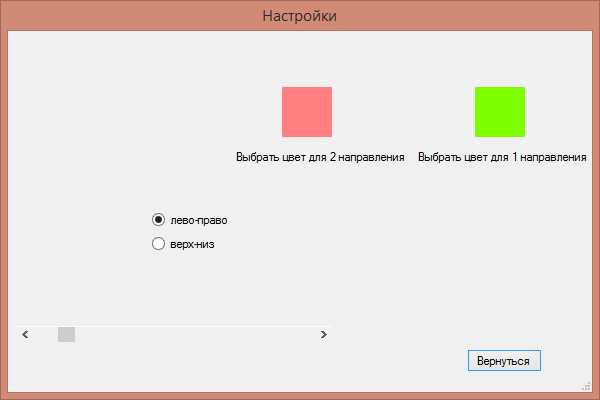 Настройки
Выбрать цвет для 2 направления
Выбрать цвет для 1 направления
лево-право
верх-низ
Вернуться